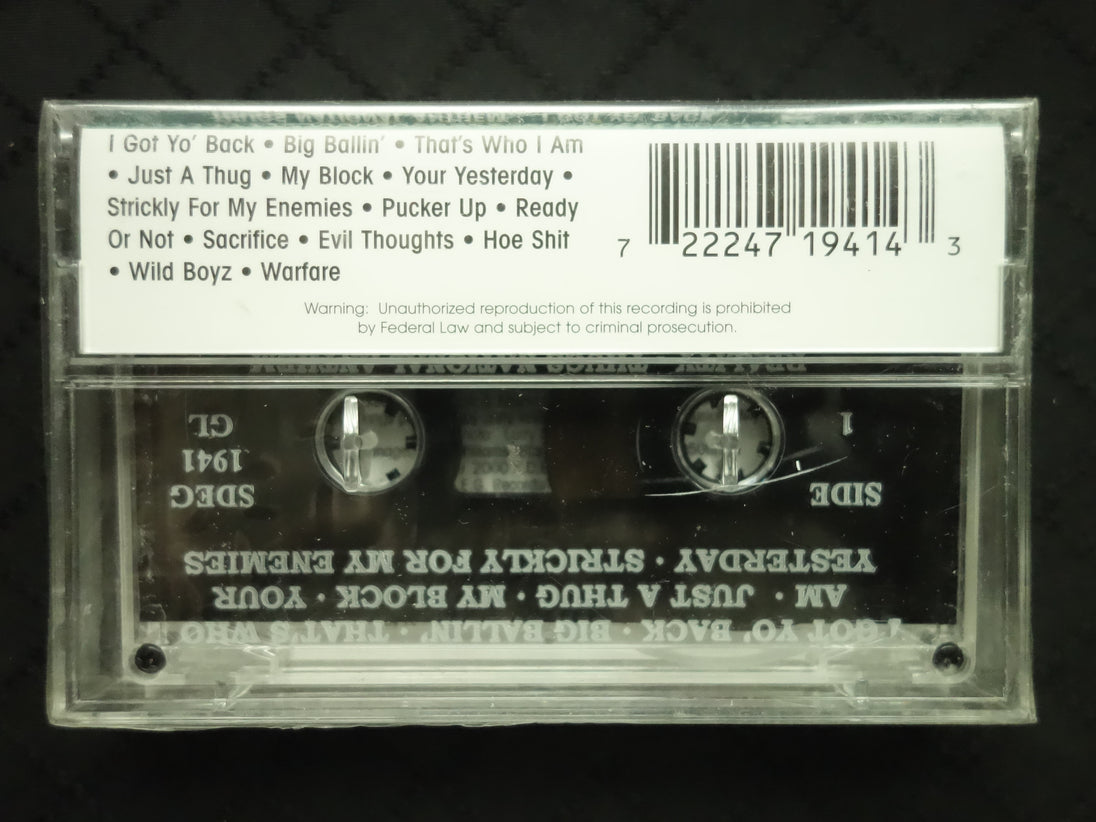 I Got Yo' Back • Big Ballin' • That's Who I Am
• Just A Thug • My Block • Your Yesterday •
Strickly For My Enemies • Pucker Up • Ready
Or Not • Sacrifice • Evil Thoughts • Hoe Shit
• Wild Boyz • Warfare
7 22247 19414 3
Warning: Unauthorized reproduction of this recording is prohibited
by Federal Law and subject to criminal prosecution.
I GOT YO' BACK • BIG BALLIN' • THAT'S WHO
AM • JUST A THUG • MY BLOCK • YOUR
YESTERDAY • STRICKLY FOR MY ENEMIES
SIDE
1
SDEG
1941
GL